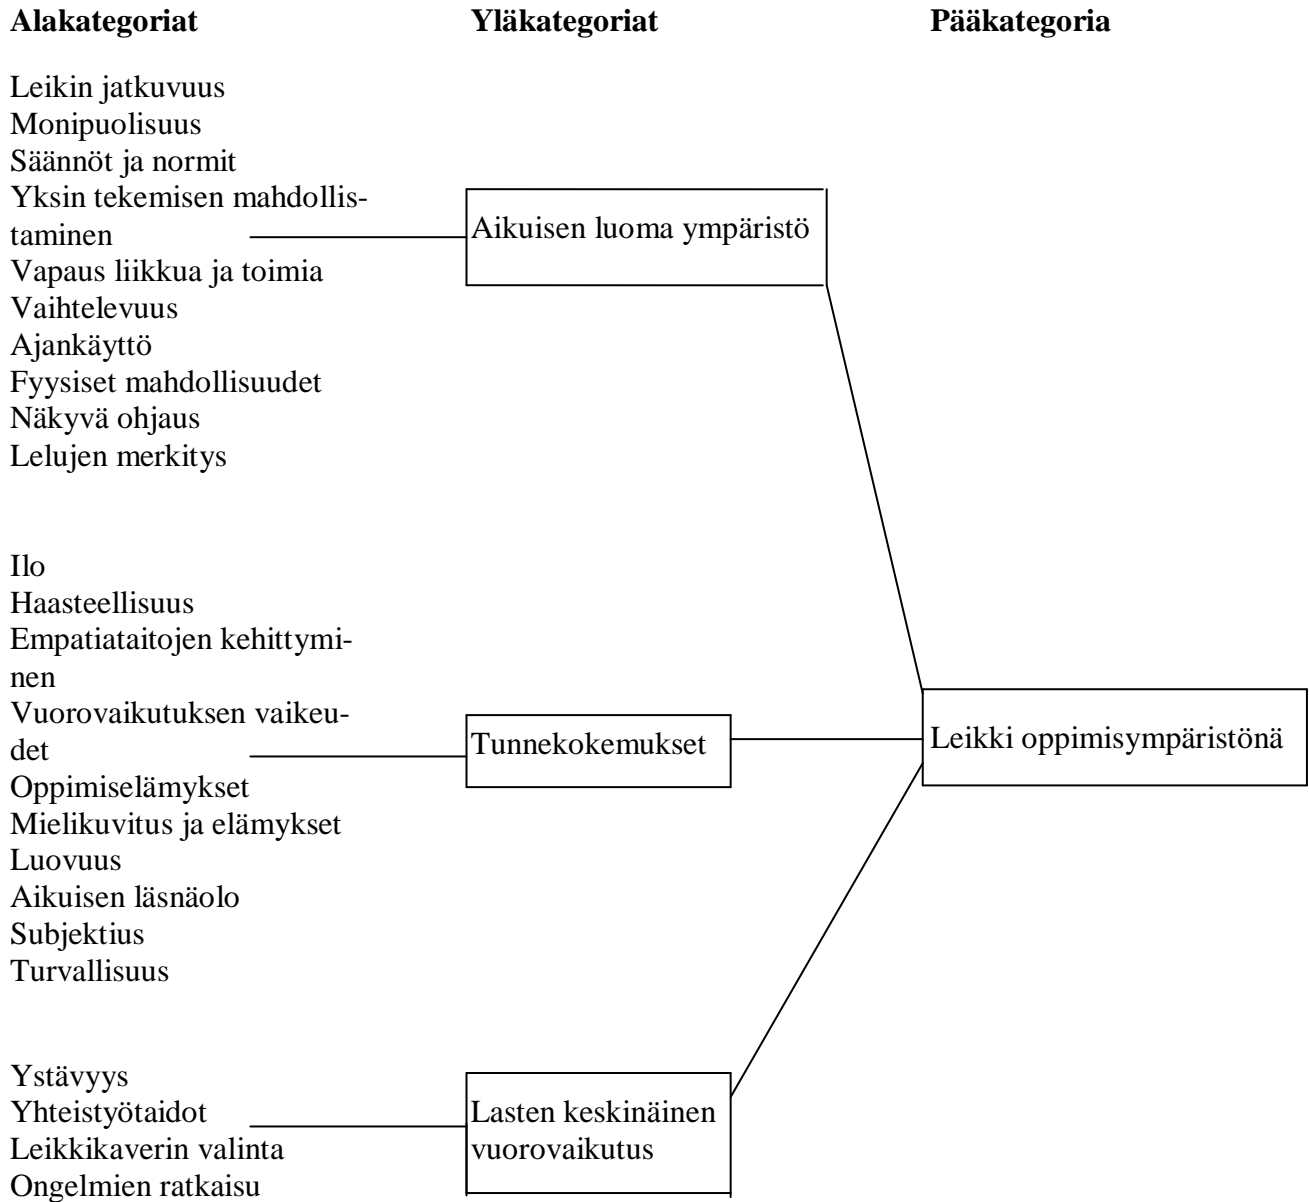 Alakategoriat Yläkategoriat Pääkategoria
Leikin jatkuvuus
Monipuolisuus
Säännöt ja normit
Yksin tekemisen mahdollis-
taminen
Vapaus liikkua ja toimia
Vaihtelevuus
Ajankäyttö
Fyysiset mahdollisuudet
Näkyvä ohjaus
Lelujen merkitys
Aikuisen luoma ympäristö
Ilo
Haasteellisuus
Empatiataitojen kehittymi-
nen
Vuorovaikutuksen vaikeu-
det
Oppimiselämykset
Mielikuvitus ja elämykset
Luovuus
Aikuisen läsnäolo
Subjektius
Turvallisuus
Tunnekokemukset
Leikki oppimisympäristönä
Ystävyys
Yhteistyötaidot
Leikkikaverin valinta
Ongelmien ratkaisu
Lasten keskinäinen
vuorovaikutus